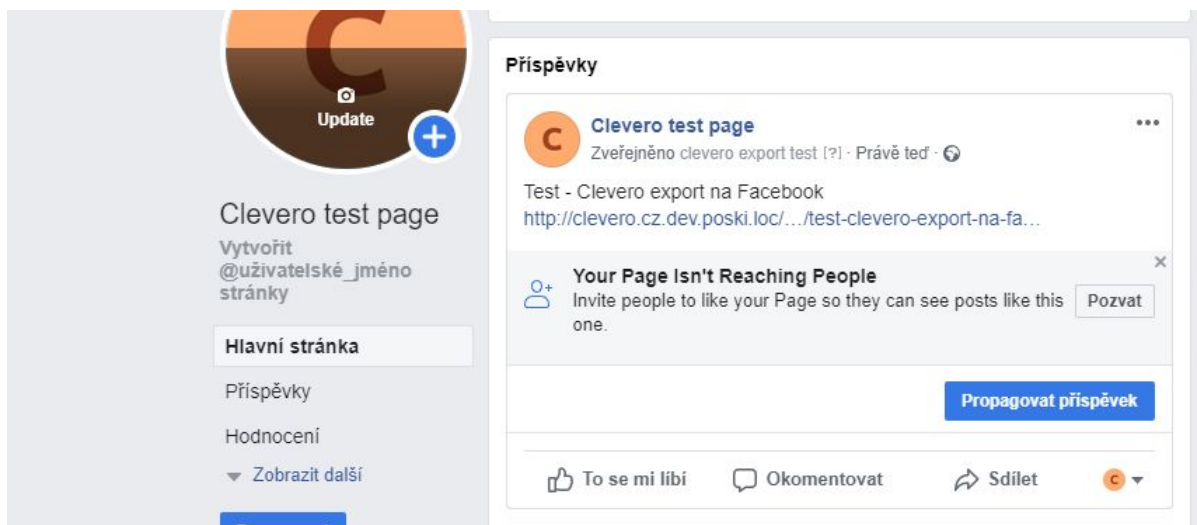 C
Update
Clevero test page
Vytvořit
@uživatelské_jméno
stránky
Hlavní stránka
Příspěvky
Hodnocení
Zobrazit další
Příspěvky
C
Clevero test page
Zveřejněno clevero export test [?] · Právě teď ·
Test - Clevero export na Facebook
http://clevero.cz.dev.poski.loc/…/test-clevero-export-na-fa…
Your Page Isn't Reaching People
Invite people to like your Page so they can see posts like this
one.
Pozvat
Propagovat příspěvek
To se mi líbí
Okomentovat
Sdílet
C